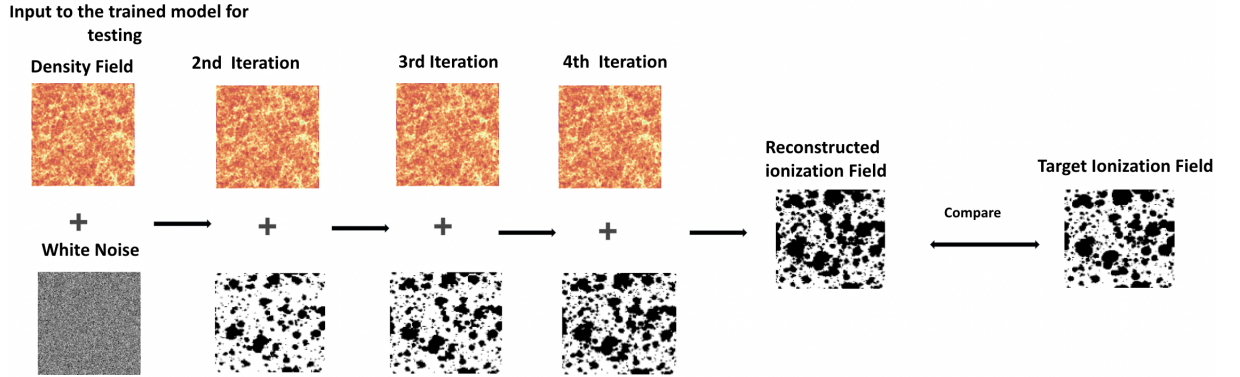 Input to the trained model for
testing
Density Field
2nd Iteration
3rd Iteration
4th Iteration
White Noise
Reconstructed
ionization Field
Compare
Target Ionization Field